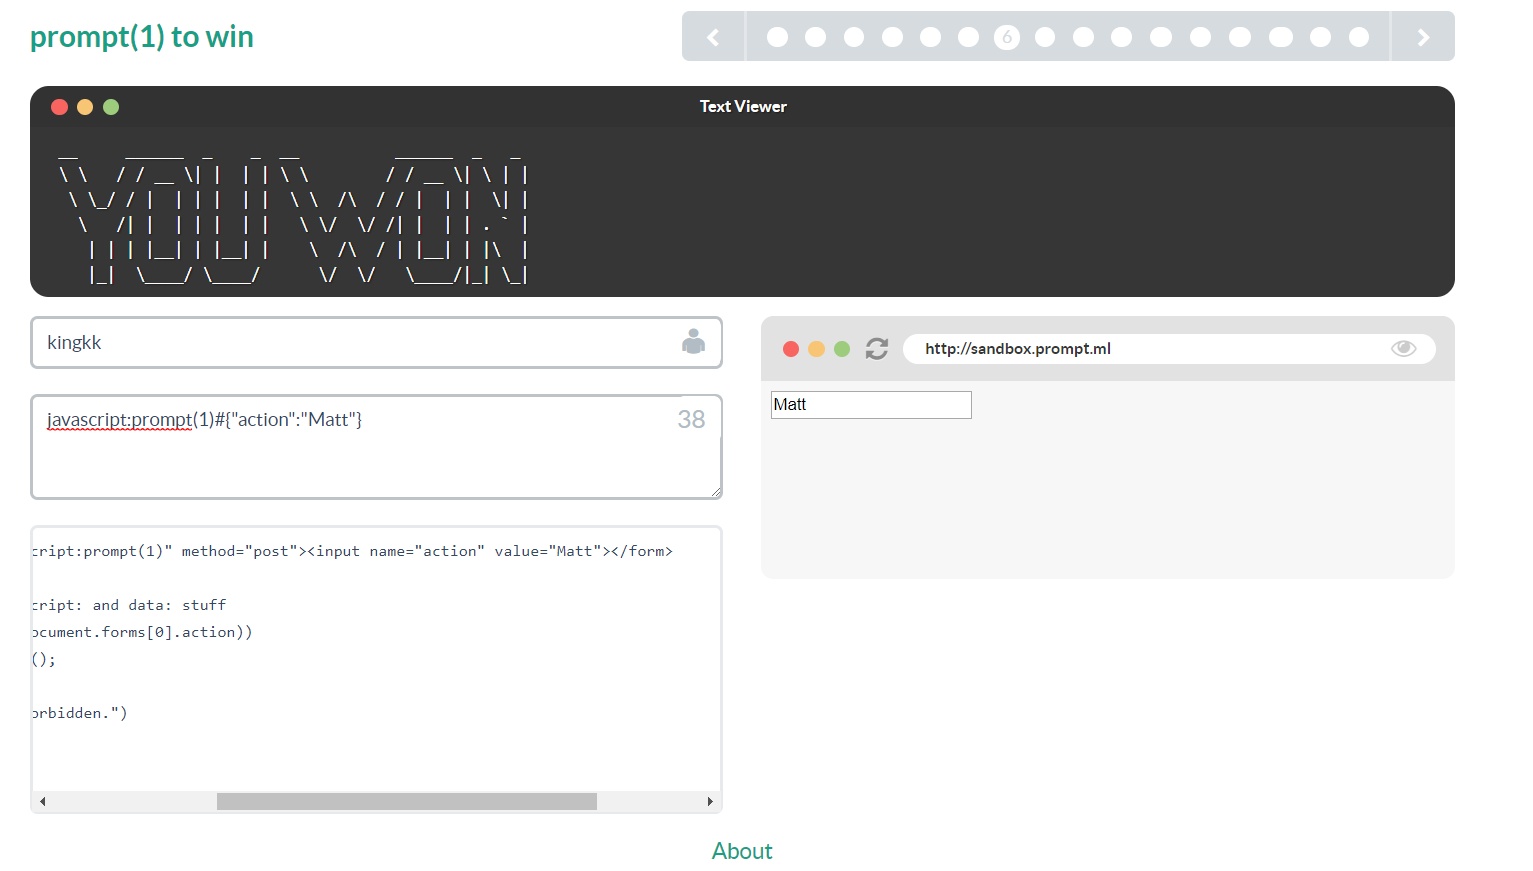 prompt(1) to win
6
Text Viewer
YOU WON
kingkk
javascript:prompt(1)#{"action":"Matt"}
38
http://sandbox.prompt.ml
Matt
cript:prompt(1)" method="post"><input name="action" value="Matt"></form>
cript: and data: stuff
ocument.forms[0].action))
();
orbidden.")
About